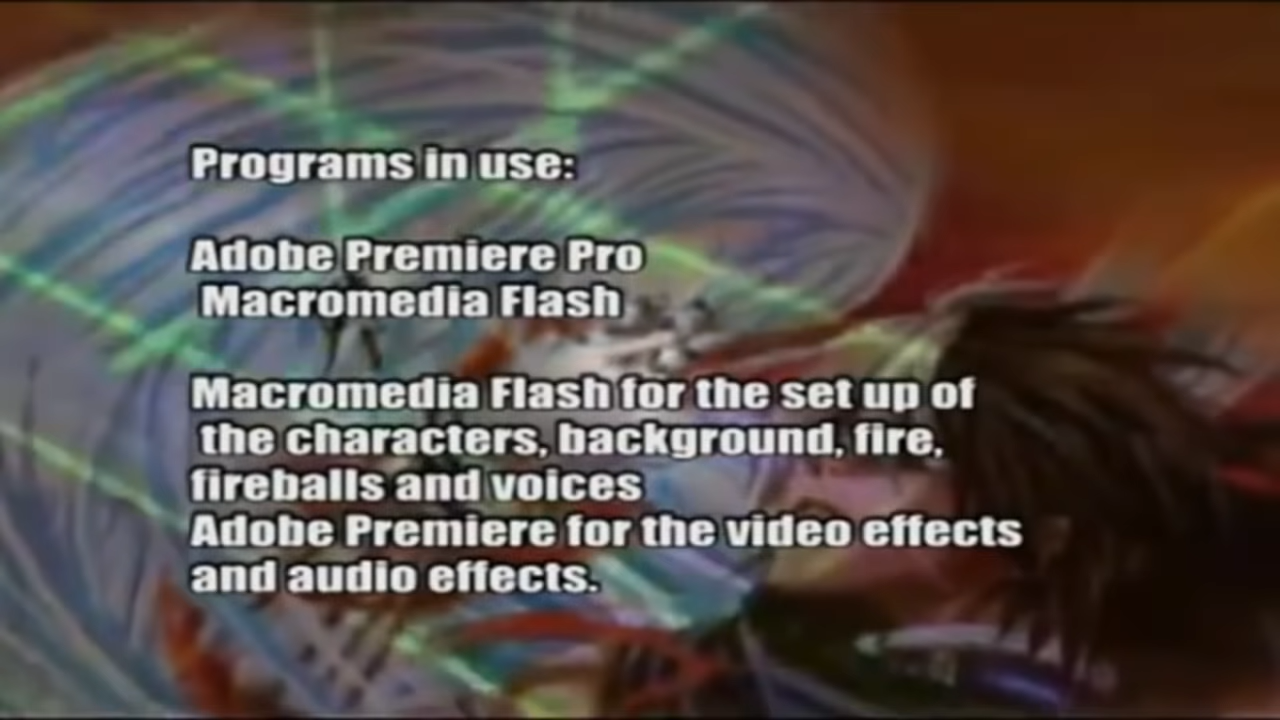 Programs in use:
Adobe Premiere Pro
Macromedia Flash
Macromedia Flash for the set up of
the characters, background, fire,
fireballs and voices
Adobe Premiere for the video effects
and audio effects.